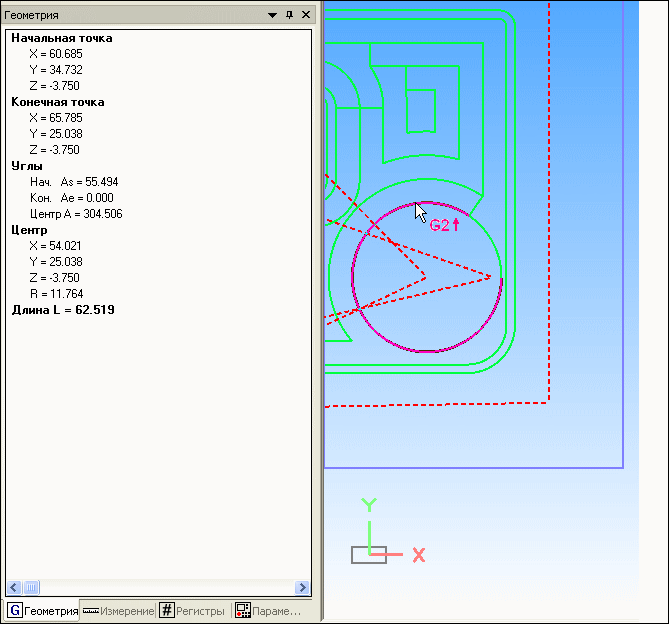 Геометрия
Начальная точка
X = 60.685
Y = 34.732
Z = -3.750
Конечная точка
X = 65.785
Y = 25.038
Z = -3.750
Углы
Нач. As = 55.494
Кон. Ae = 0.000
Центр A = 304.506
Центр
X = 54.021
Y = 25.038
Z = -3.750
R = 11.764
Длина L = 62.519
G2
Y
X
G Геометрия Измерение # Регистры Параме...